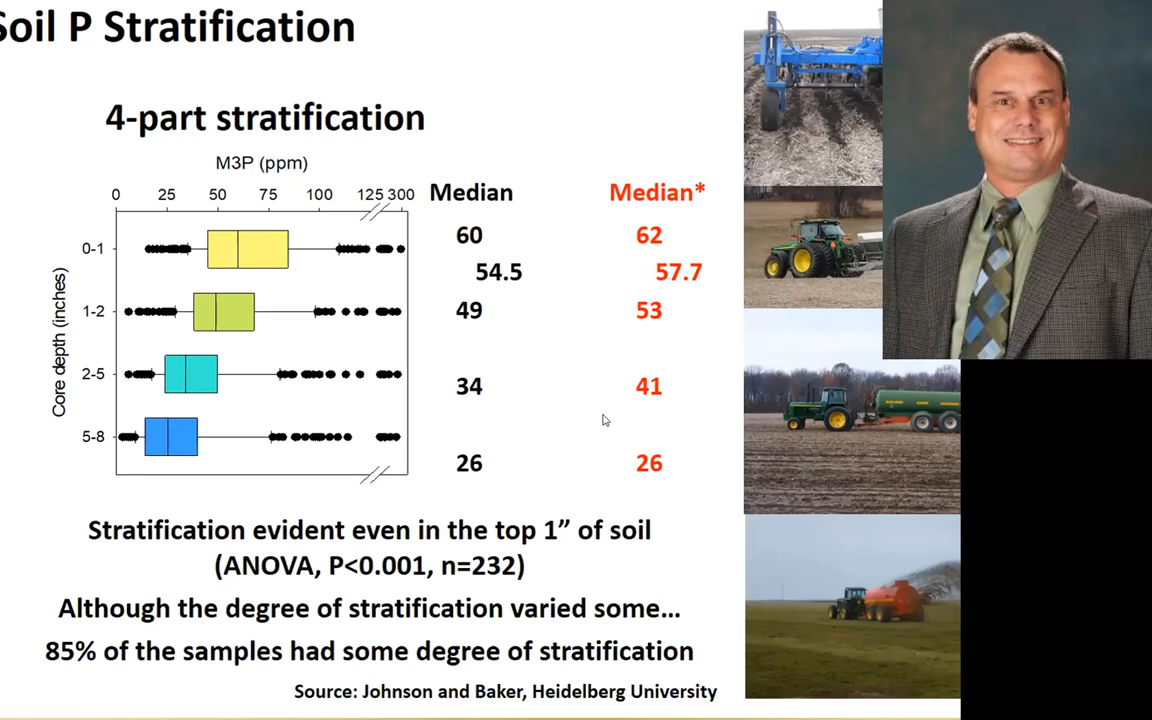 Soil P Stratification
4-part stratification
M3P (ppm)
0 25 50 75 100 125 300
Median Median*
0-1 60 62
54.5 57.7
1-2 49 53
2-5 34 41
5-8 26 26
Core depth (inches)
Stratification evident even in the top 1” of soil
(ANOVA, P<0.001, n=232)
Although the degree of stratification varied some...
85% of the samples had some degree of stratification
Source: Johnson and Baker, Heidelberg University